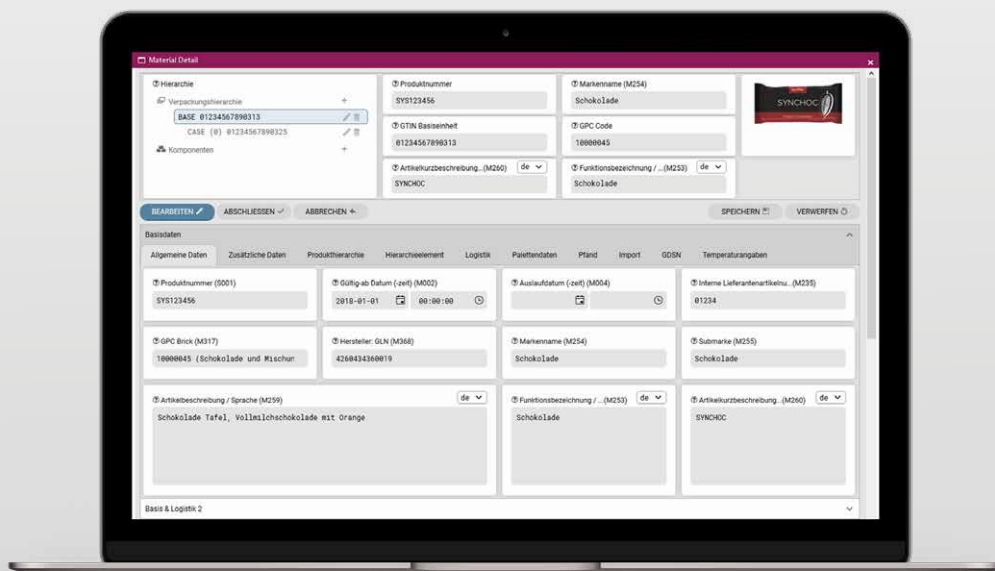 Material Detail
Hierarchie
Verpackungshierarchie
BASE 01234567890313
CASE (0) 01234567890325
Komponenten
Produktnummer
SYS123456
Markenname (M254)
Schokolade
GTIN Basiseinheit
01234567890313
GPC Code
10000045
Artikelkurzbeschreibung...(M260)
de
SYNCHOC
Funktionsbezeichnung / ...(M253)
de
Schokolade
SYNCHOC
BEARBEITEN
ABSCHLIESSEN
ABBRECHEN
SPEICHERN
VERWERFEN
Basisdaten
Allgemeine Daten
Zusätzliche Daten
Produkthierarchie
Hierarchieelement
Logistik
Palettendaten
Pfand
Import
GDSN
Temperaturangaben
Produktnummer (S001)
SYS123456
Gültig-ab Datum (-zeit) (M002)
2018-01-01
00:00:00
Auslaufdatum (-zeit) (M004)
Interne Lieferantenartikelnu...(M235)
01234
GPC Brick (M317)
10000045 (Schokolade und Mischun
Hersteller: GLN (M368)
4260434360019
Markenname (M254)
Schokolade
Submarke (M255)
Schokolade
Artikelbeschreibung / Sprache (M259)
de
Schokolade Tafel, Vollmilchschokolade mit Orange
Funktionsbezeichnung / ...(M253)
de
Schokolade
Artikelkurzbeschreibung...(M260)
de
SYNCHOC
Basis & Logistik 2